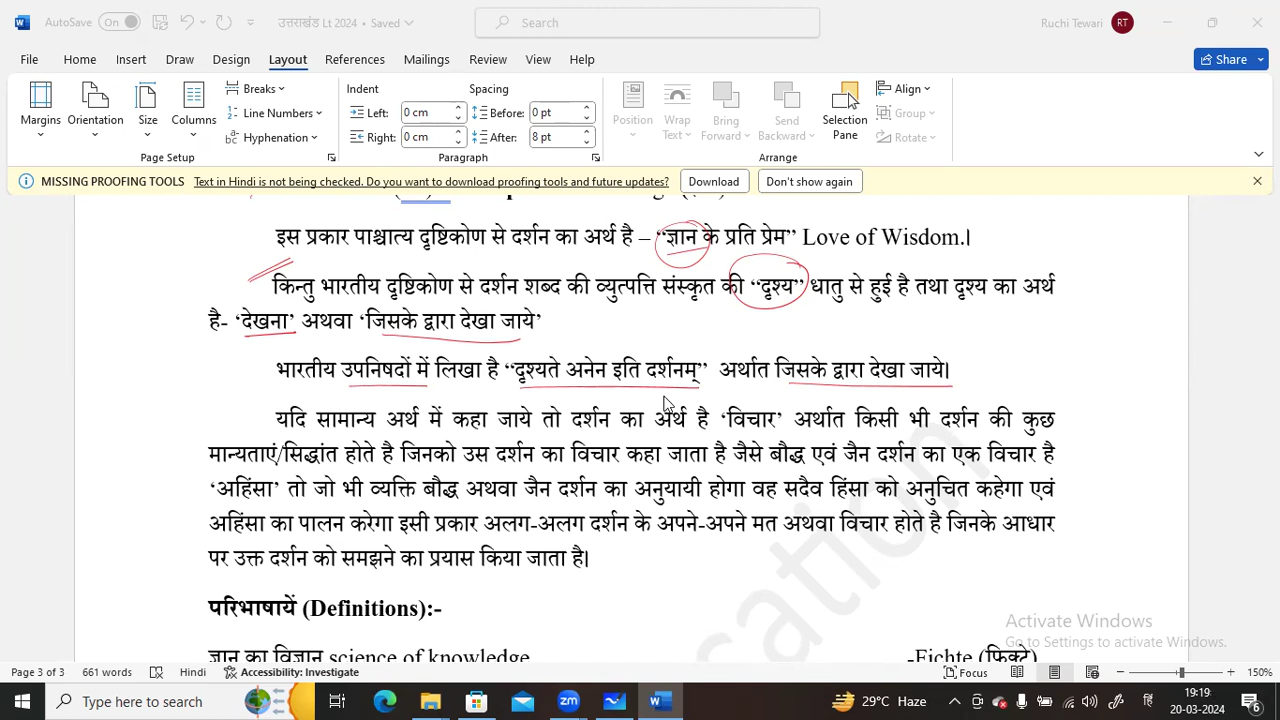 AutoSave Off उत्तराखंड Lt 2024 • Saved Search Ruchi Tewari RT
File Home Insert Draw Design Layout References Mailings Review View Help Share
Margins Orientation Size Columns Breaks Line Numbers Hyphenation
Page Setup
Indent Spacing
Left: 0 cm Before: 0 pt
Right: 0 cm After: 8 pt
Paragraph
Position Wrap Text Bring Forward Send Backward Selection Pane Align Group Rotate
Arrange
MISSING PROOFING TOOLS Text in Hindi is not being checked. Do you want to download proofing tools and future updates? Download Don't show again
इस प्रकार पाश्चात्य दृष्टिकोण से दर्शन का अर्थ है – “ज्ञान के प्रति प्रेम” Love of Wisdom.।
किन्तु भारतीय दृष्टिकोण से दर्शन शब्द की व्युत्पत्ति संस्कृत की “दृश्य” धातु से हुई है तथा दृश्य का अर्थ
है- ‘देखना’ अथवा ‘जिसके द्वारा देखा जाये’
भारतीय उपनिषदों में लिखा है “दृश्यते अनेन इति दर्शनम्” अर्थात जिसके द्वारा देखा जाये।
यदि सामान्य अर्थ में कहा जाये तो दर्शन का अर्थ है ‘विचार’ अर्थात किसी भी दर्शन की कुछ
मान्यताएं/सिद्धांत होते है जिनको उस दर्शन का विचार कहा जाता है जैसे बौद्ध एवं जैन दर्शन का एक विचार है
‘अहिंसा’ तो जो भी व्यक्ति बौद्ध अथवा जैन दर्शन का अनुयायी होगा वह सदैव हिंसा को अनुचित कहेगा एवं
अहिंसा का पालन करेगा इसी प्रकार अलग-अलग दर्शन के अपने-अपने मत अथवा विचार होते है जिनके आधार
पर उक्त दर्शन को समझने का प्रयास किया जाता है।
परिभाषायें (Definitions):-
ज्ञान का विज्ञान science of knowledge -Fichte (फिक्टे)
Activate Windows
Go to Settings to activate Windows.
Page 3 of 3 661 words Hindi Accessibility: Investigate Focus 150%
Type here to search 29°C Haze हि 19:19
20-03-2024 6